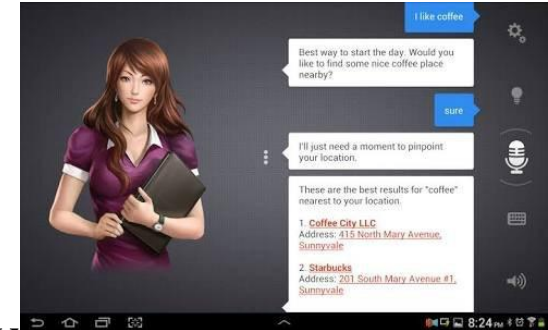 I like coffee
Best way to start the day. Would you
like to find some nice coffee place
nearby?
sure
I'll just need a moment to pinpoint
your location.
These are the best results for "coffee"
nearest to your location.
1. Coffee City LLC
Address: 415 North Mary Avenue,
Sunnyvale
2. Starbucks
Address: 201 South Mary Avenue #1,
Sunnyvale
8:24 PM